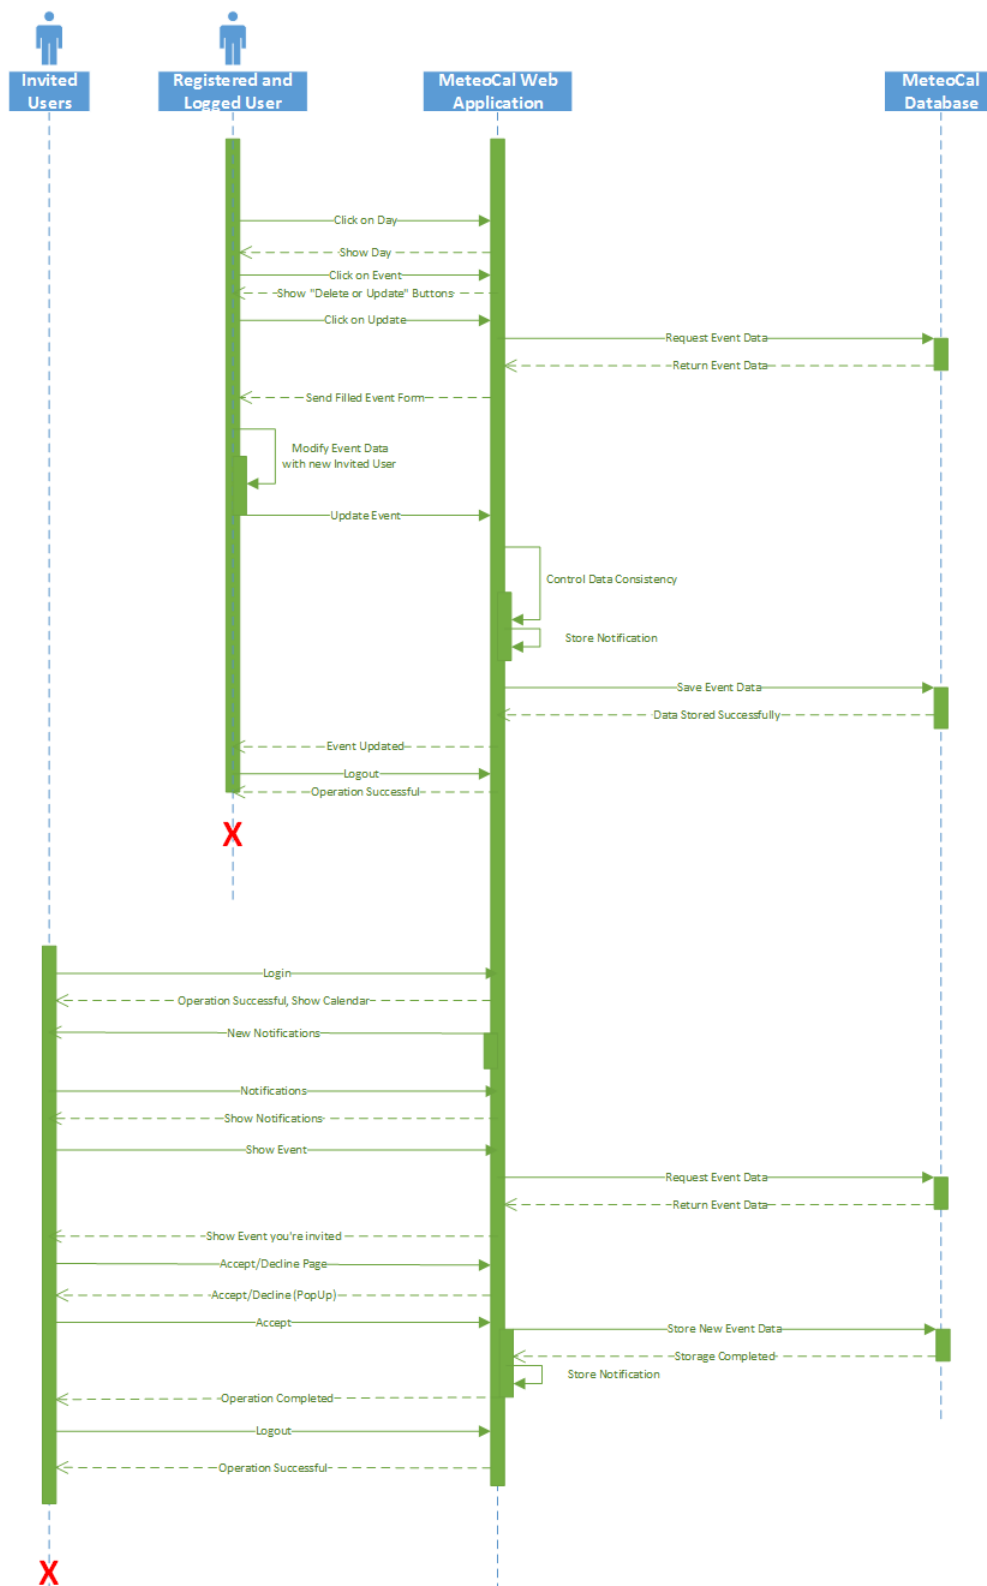 Invited
Users
Registered and
Logged User
MeteoCal Web
Application
MeteoCal
Database
Click on Day
Show Day
Click on Event
Show "Delete or Update" Buttons
Click on Update
Request Event Data
Return Event Data
Send Filled Event Form
Modify Event Data
with new Invited User
Update Event
Control Data Consistency
Store Notification
Save Event Data
Data Stored Successfully
Event Updated
Logout
Operation Successful
X
Login
Operation Successful, Show Calendar
New Notifications
Notifications
Show Notifications
Show Event
Request Event Data
Return Event Data
Show Event you're invited
Accept/Decline Page
Accept/Decline (PopUp)
Accept
Store New Event Data
Storage Completed
Store Notification
Operation Completed
Logout
Operation Successful
X